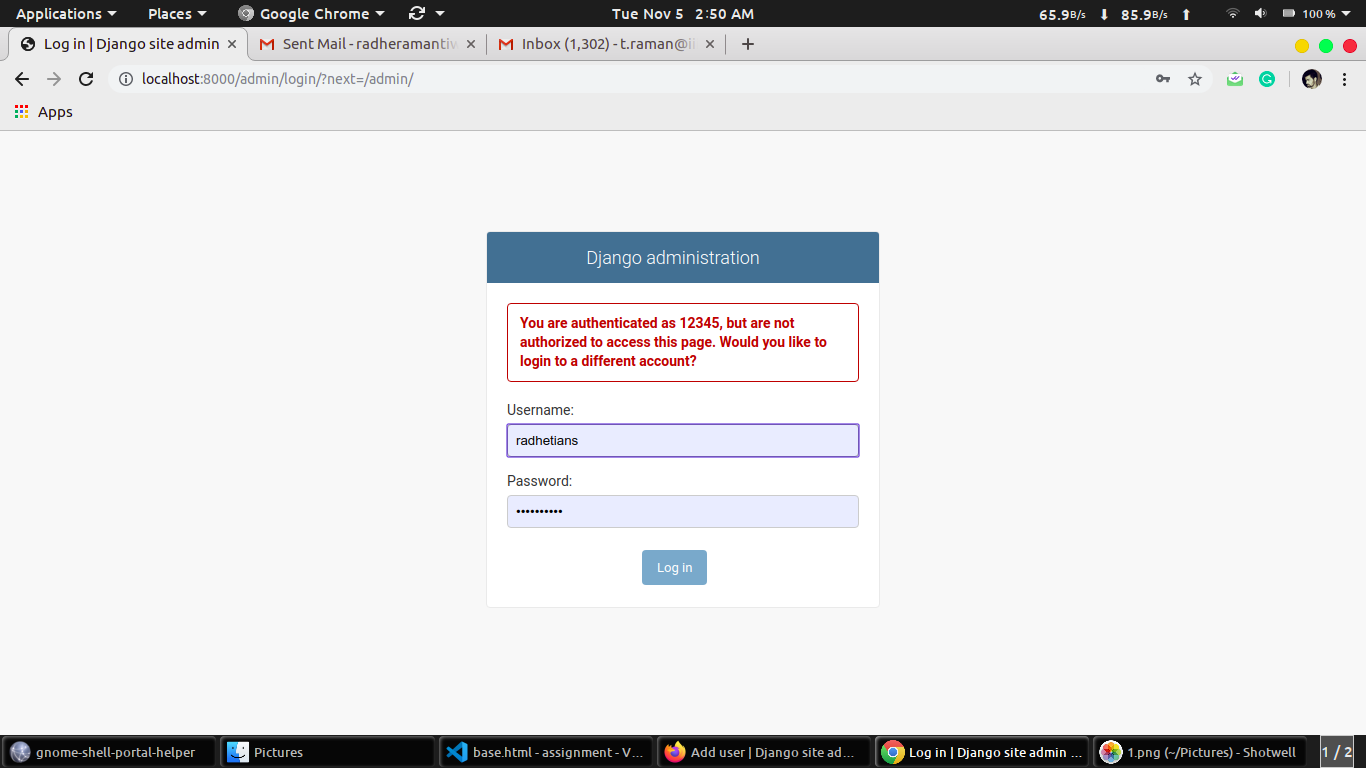 Applications Places Google Chrome Tue Nov 5 2:50 AM 65.9B/s 85.9B/s 100 %
Log in | Django site admin Sent Mail - radheramantiw Inbox (1,302) - t.raman@ii
localhost:8000/admin/login/?next=/admin/
Apps
Django administration
You are authenticated as 12345, but are not
authorized to access this page. Would you like to
login to a different account?
Username:
radhetians
Password:
••••••••••
Log in
gnome-shell-portal-helper Pictures base.html - assignment - V... Add user | Django site ad... Log in | Django site admin ... 1.png (~/Pictures) - Shotwell 1 / 2